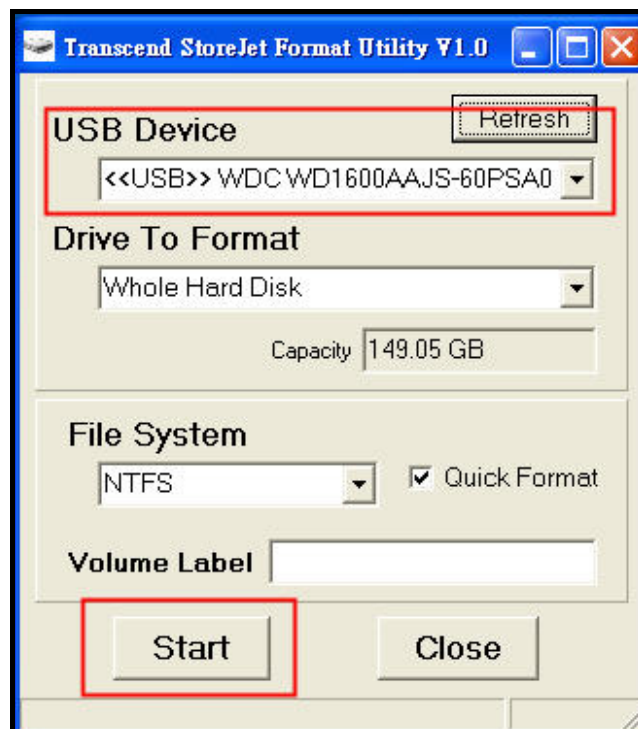 Transcend StoreJet Format Utility V1.0
Refresh
USB Device
<<USB>> WDC WD1600AAJS-60PSA0
Drive To Format
Whole Hard Disk
Capacity 149.05 GB
File System
NTFS Quick Format
Volume Label
Start Close